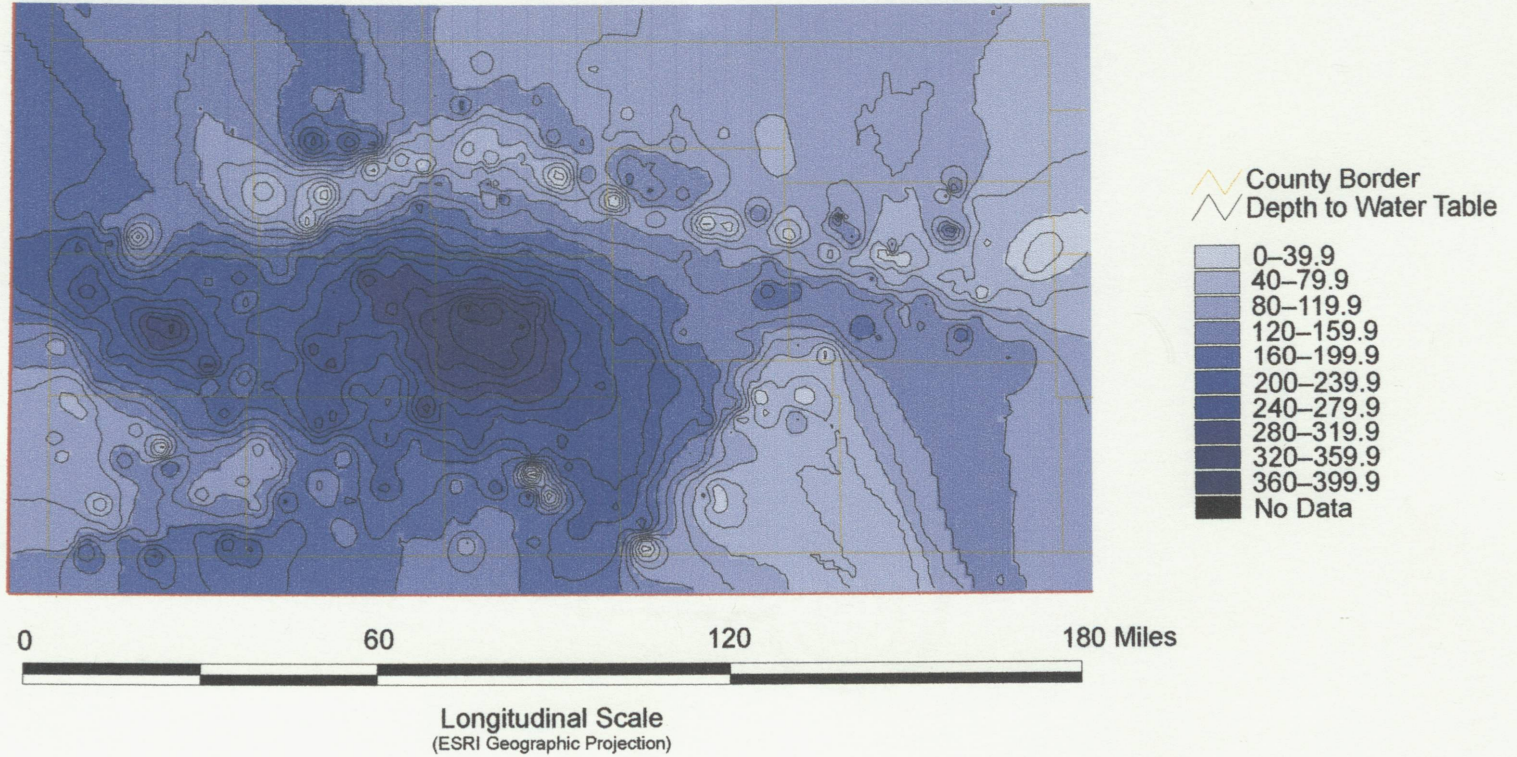 County Border
Depth to Water Table
0–39.9
40–79.9
80–119.9
120–159.9
160–199.9
200–239.9
240–279.9
280–319.9
320–359.9
360–399.9
No Data
0 60 120 180 Miles
Longitudinal Scale
(ESRI Geographic Projection)